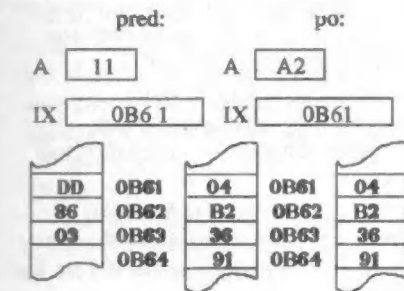 pred: po:
A 11 A A2
IX 0B6 1 IX 0B61
DD 0B61 04 0B61 04
86 0B62 B2 0B62 B2
03 0B63 36 0B63 36
0B64 91 0B64 91